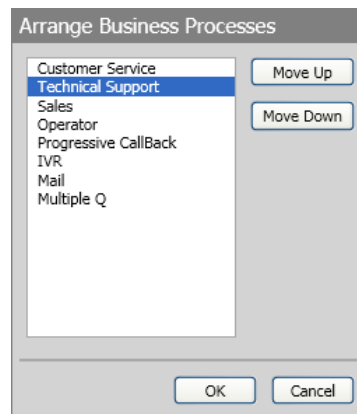 Arrange Business Processes
Customer Service
Technical Support
Sales
Operator
Progressive CallBack
IVR
Mail
Multiple Q
Move Up
Move Down
OK
Cancel